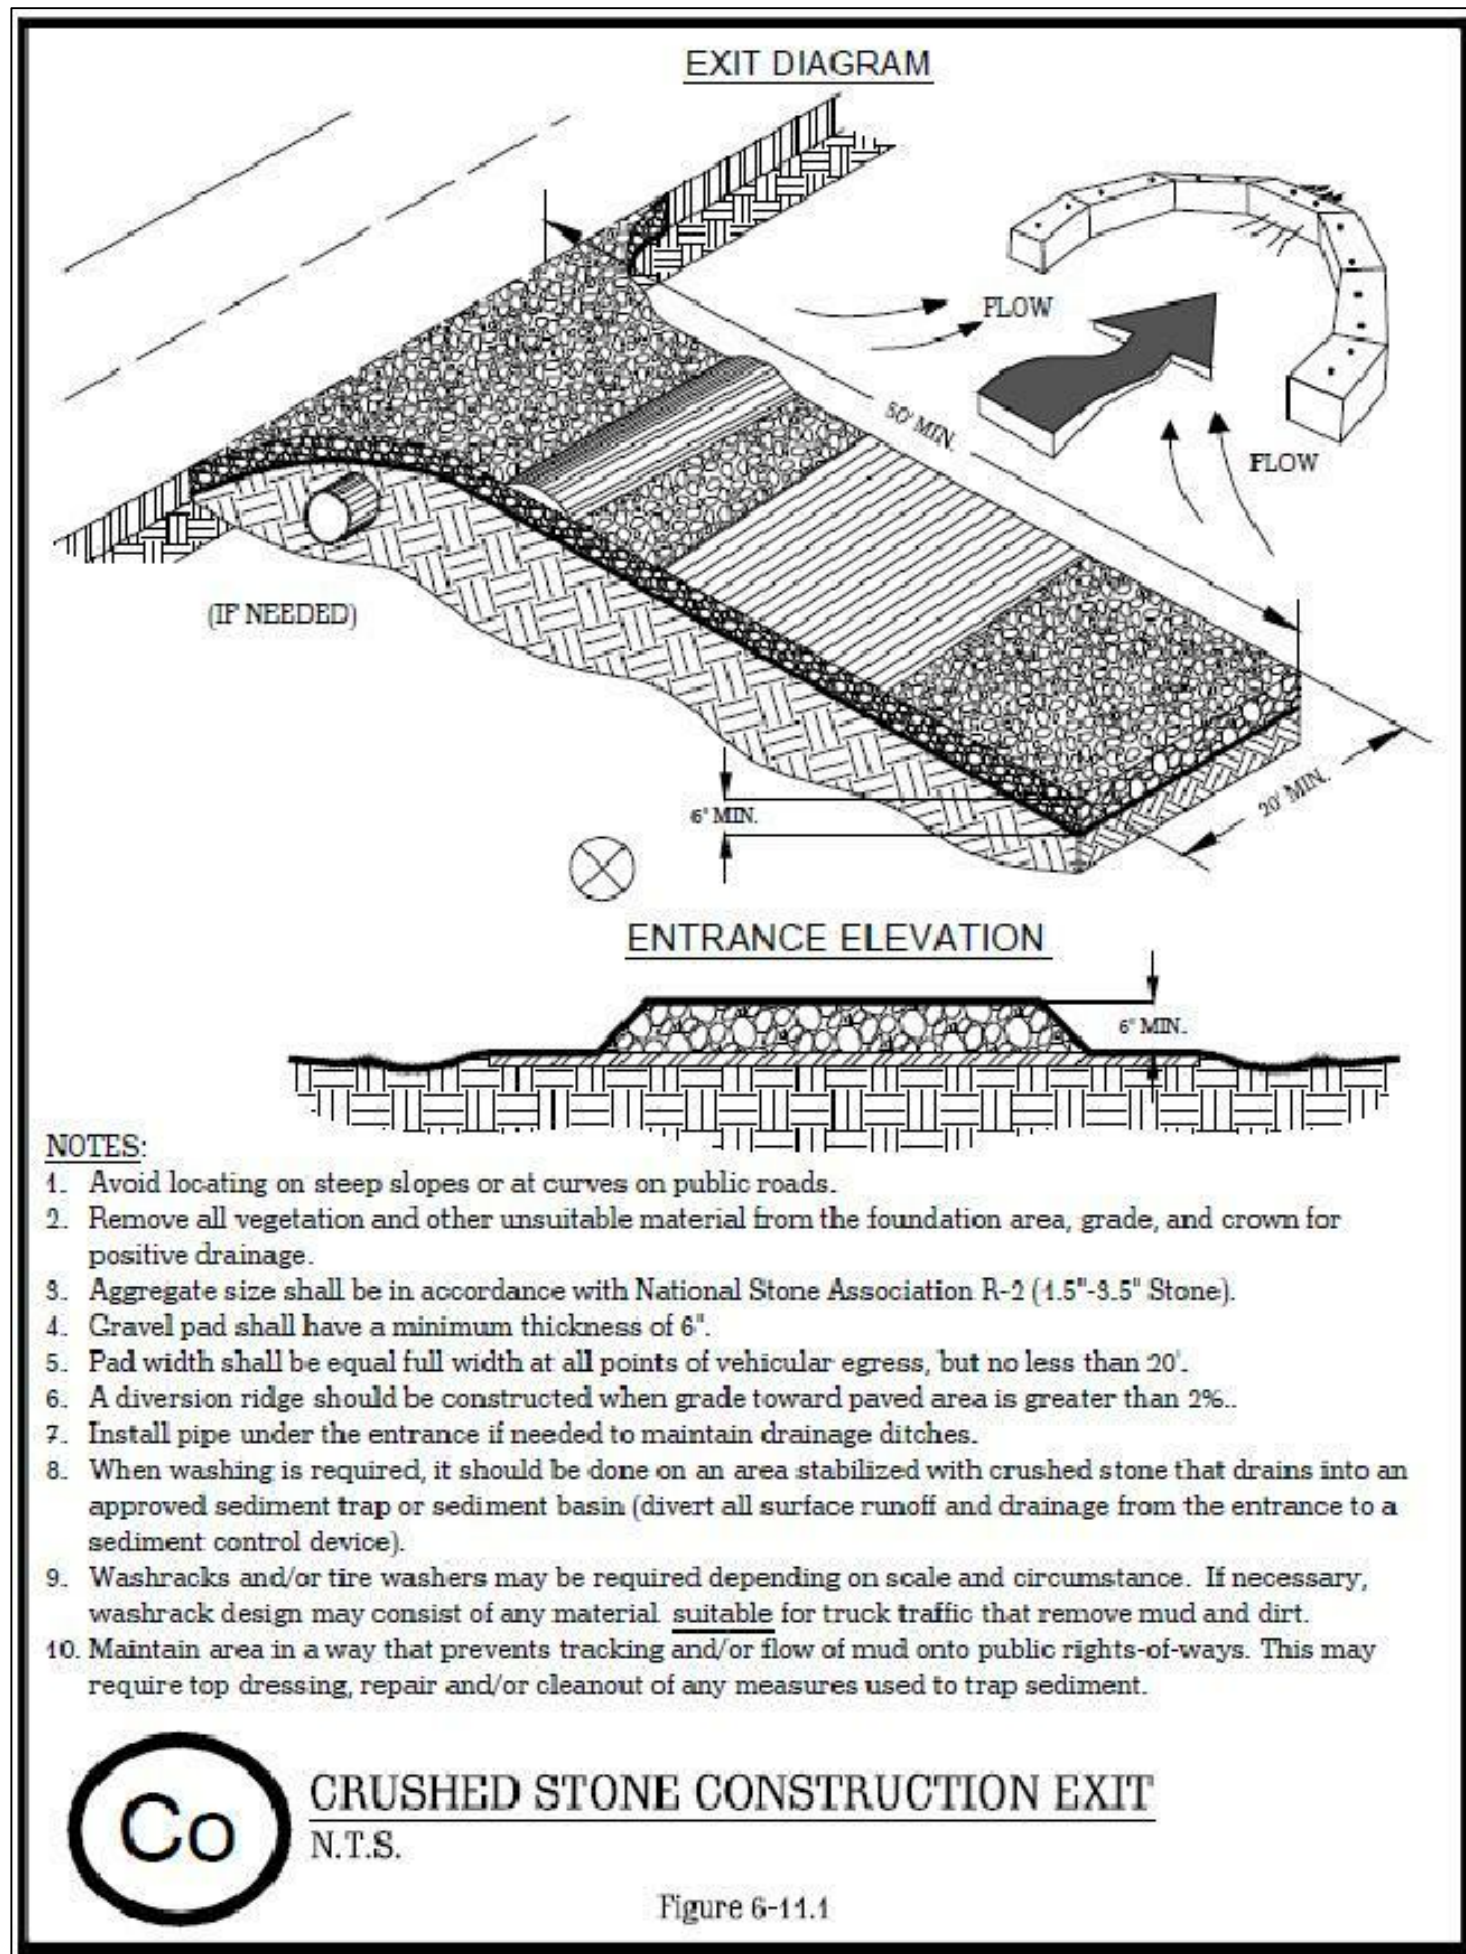 EXIT DIAGRAM
FLOW
50' MIN.
FLOW
(IF NEEDED)
6" MIN.
20' MIN.
ENTRANCE ELEVATION
6" MIN.
NOTES:
1. Avoid locating on steep slopes or at curves on public roads.
2. Remove all vegetation and other unsuitable material from the foundation area, grade, and crown for
positive drainage.
3. Aggregate size shall be in accordance with National Stone Association R-2 (1.5"-3.5" Stone).
4. Gravel pad shall have a minimum thickness of 6".
5. Pad width shall be equal full width at all points of vehicular egress, but no less than 20'.
6. A diversion ridge should be constructed when grade toward paved area is greater than 2%..
7. Install pipe under the entrance if needed to maintain drainage ditches.
8. When washing is required, it should be done on an area stabilized with crushed stone that drains into an
approved sediment trap or sediment basin (divert all surface runoff and drainage from the entrance to a
sediment control device).
9. Washracks and/or tire washers may be required depending on scale and circumstance. If necessary,
washrack design may consist of any material suitable for truck traffic that remove mud and dirt.
10. Maintain area in a way that prevents tracking and/or flow of mud onto public rights-of-ways. This may
require top dressing, repair and/or cleanout of any measures used to trap sediment.
Co
CRUSHED STONE CONSTRUCTION EXIT
N.T.S.
Figure 6-11.1